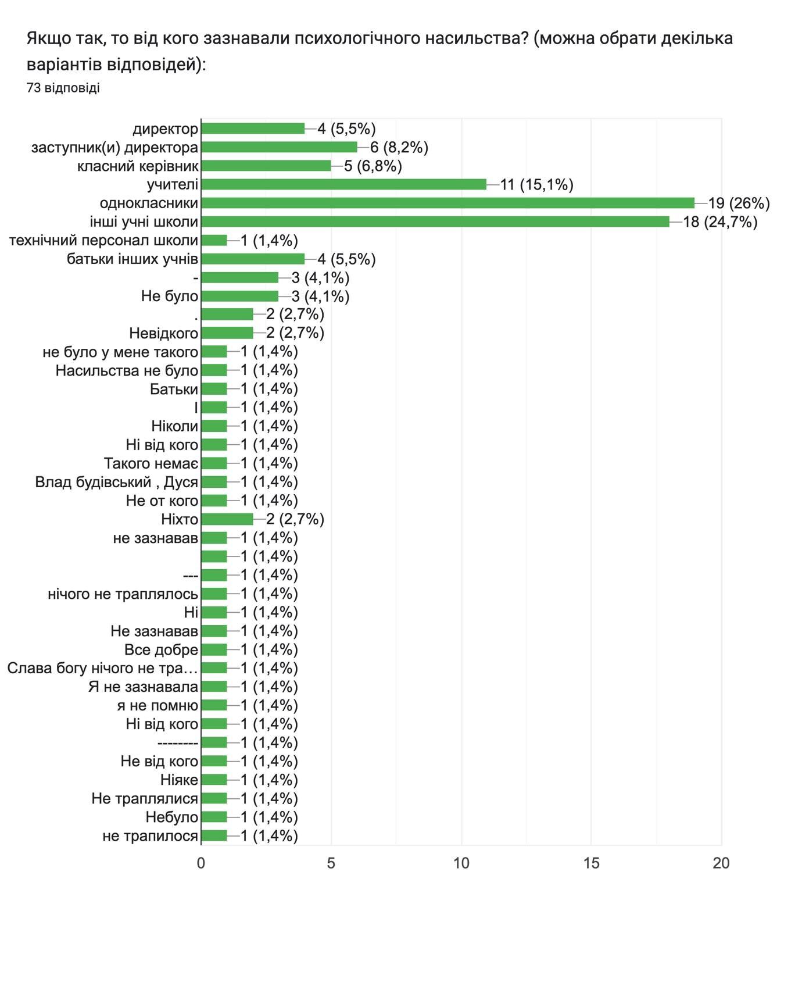 Якщо так, то від кого зазнавали психологічного насильства? (можна обрати декілька
варіантів відповідей):
73 відповіді
директор 4 (5,5%)
заступник(и) директора 6 (8,2%)
класний керівник 5 (6,8%)
учителі 11 (15,1%)
однокласники 19 (26%)
інші учні школи 18 (24,7%)
технічний персонал школи 1 (1,4%)
батьки інших учнів 4 (5,5%)
- 3 (4,1%)
Не було 3 (4,1%)
. 2 (2,7%)
Невідкого 2 (2,7%)
не було у мене такого 1 (1,4%)
Насильства не було 1 (1,4%)
Батьки 1 (1,4%)
І 1 (1,4%)
Ніколи 1 (1,4%)
Ні від кого 1 (1,4%)
Такого немає 1 (1,4%)
Влад будівський , Дуся 1 (1,4%)
Не от кого 1 (1,4%)
Ніхто 2 (2,7%)
не зазнавав 1 (1,4%)
1 (1,4%)
--- 1 (1,4%)
нічого не траплялось 1 (1,4%)
Ні 1 (1,4%)
Не зазнавав 1 (1,4%)
Все добре 1 (1,4%)
Слава богу нічого не тра… 1 (1,4%)
Я не зазнавала 1 (1,4%)
я не помню 1 (1,4%)
Ні від кого 1 (1,4%)
-------- 1 (1,4%)
Не від кого 1 (1,4%)
Ніяке 1 (1,4%)
Не траплялися 1 (1,4%)
Небуло 1 (1,4%)
не трапилося 1 (1,4%)
0 5 10 15 20